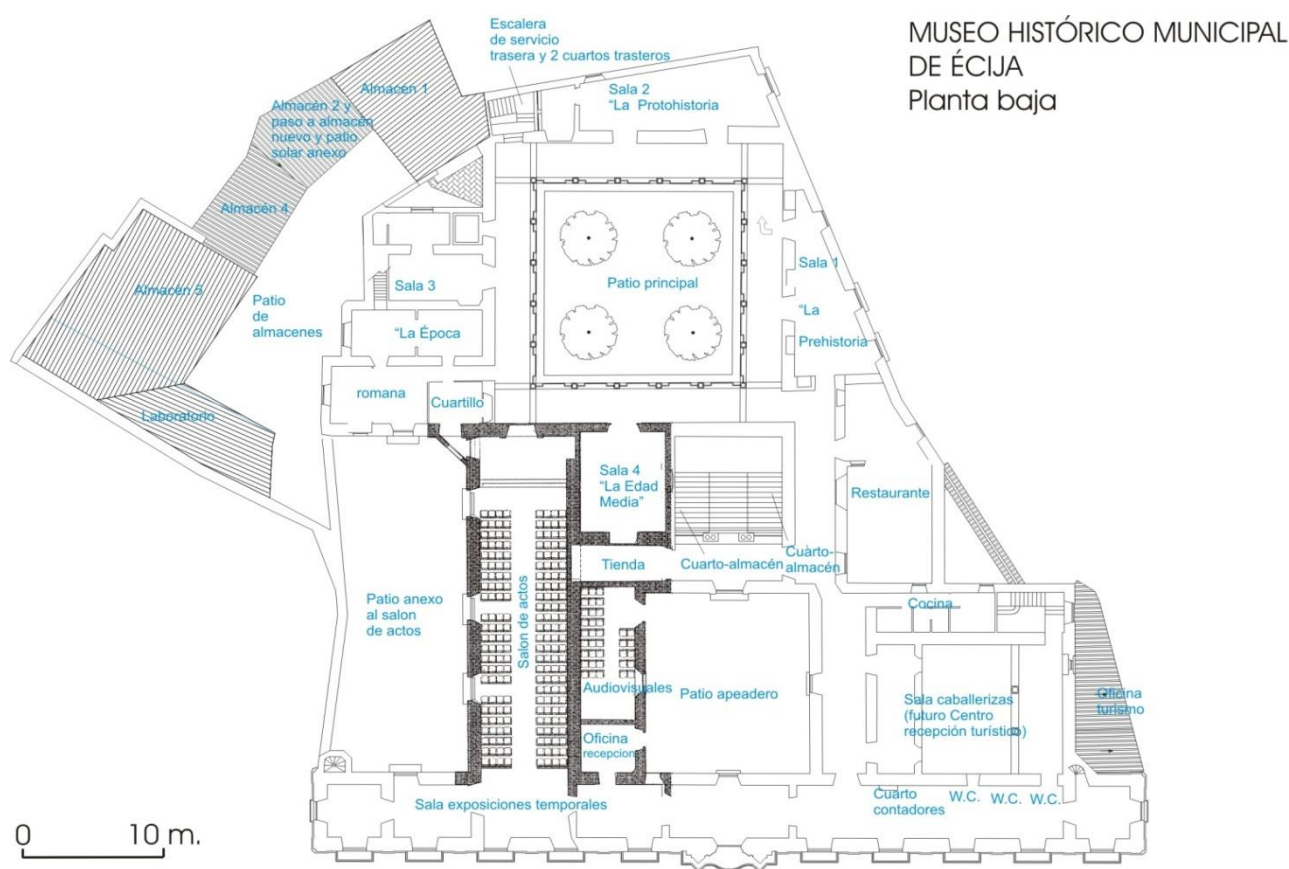 MUSEO HISTÓRICO MUNICIPAL
DE ÉCIJA
Planta baja
Escalera
de servicio
trasera y 2 cuartos trasteros
Almacén 1
Almacén 2 y
paso a almacén
nuevo y patio
solar anexo
Sala 2
“La Protohistoria
Almacén 4
Almacén 5
Patio
de
almacenes
Laboratorio
Sala 3
“La Época
romana
Cuartillo
Patio principal
Sala 1
“La
Prehistoria
Sala 4
“La Edad
Media”
Restaurante
Tienda
Cuarto-almacén
Cuarto-
almacén
Patio anexo
al salon
de actos
Salon de actos
Cocina
Audiovisuales
Patio apeadero
Sala caballerizas
(futuro Centro
recepción turístico)
Oficina
turismo
Oficina
recepcion
Sala exposiciones temporales
Cuarto
contadores
W.C.
W.C.
W.C.
0 10 m.